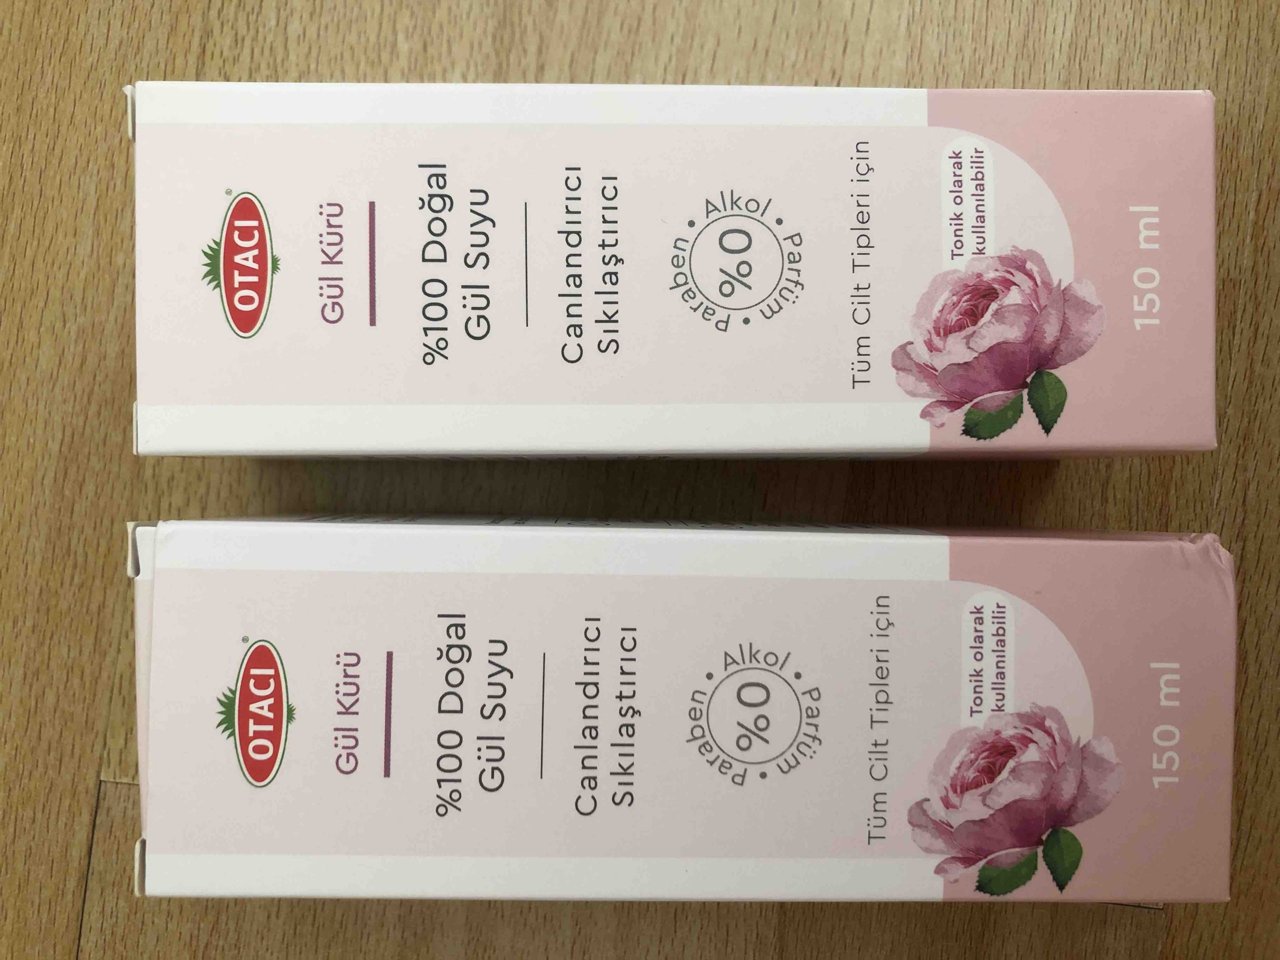 OTACI
®
Gül Kürü
%100 Doğal
Gül Suyu
Canlandırıcı
Sıkılaştırıcı
%0
Paraben • Alkol • Parfüm •
Tüm Cilt Tipleri için
Tonik olarak
kullanılabilir
150 ml
OTACI
®
Gül Kürü
%100 Doğal
Gül Suyu
Canlandırıcı
Sıkılaştırıcı
%0
Paraben • Alkol • Parfüm •
Tüm Cilt Tipleri için
Tonik olarak
kullanılabilir
150 ml